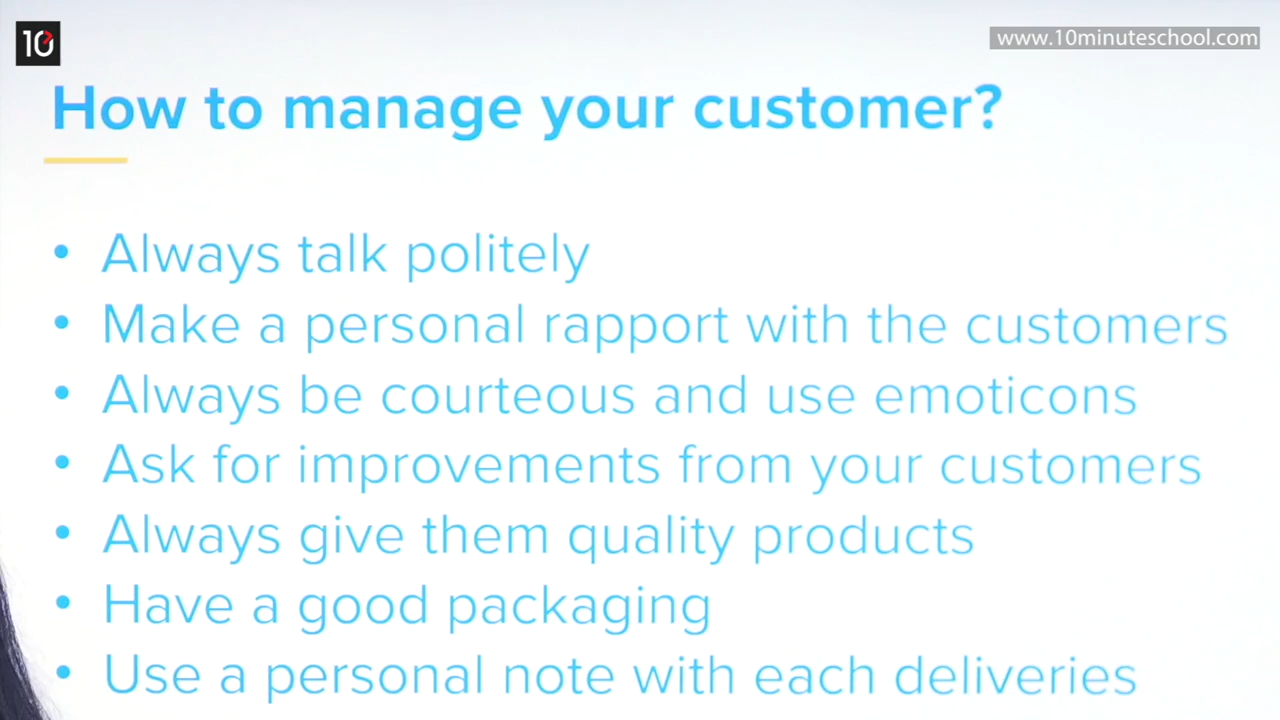 10
www.10minuteschool.com
How to manage your customer?
• Always talk politely
• Make a personal rapport with the customers
• Always be courteous and use emoticons
• Ask for improvements from your customers
• Always give them quality products
• Have a good packaging
• Use a personal note with each deliveries